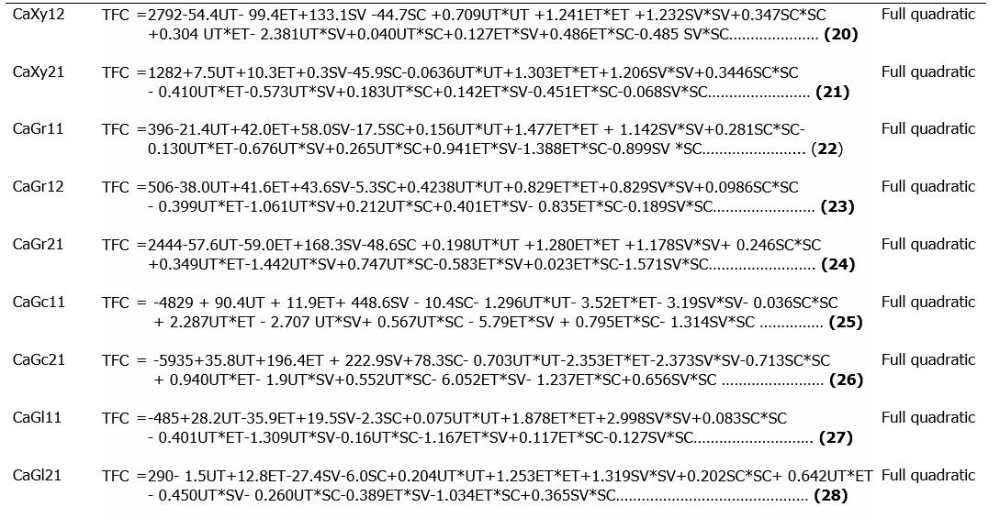 CaXy12 TFC =2792-54.4UT- 99.4ET+133.1SV -44.7SC +0.709UT*UT +1.241ET*ET +1.232SV*SV+0.347SC*SC Full quadratic
+0.304 UT*ET- 2.381UT*SV+0.040UT*SC+0.127ET*SV+0.486ET*SC-0.485 SV*SC..................... (20)
CaXy21 TFC =1282+7.5UT+10.3ET+0.3SV-45.9SC-0.0636UT*UT+1.303ET*ET+1.206SV*SV+0.3446SC*SC Full quadratic
- 0.410UT*ET-0.573UT*SV+0.183UT*SC+0.142ET*SV-0.451ET*SC-0.068SV*SC........................ (21)
CaGr11 TFC =396-21.4UT+42.0ET+58.0SV-17.5SC+0.156UT*UT+1.477ET*ET + 1.142SV*SV+0.281SC*SC- Full quadratic
0.130UT*ET-0.676UT*SV+0.265UT*SC+0.941ET*SV-1.388ET*SC-0.899SV *SC........................ (22)
CaGr12 TFC =506-38.0UT+41.6ET+43.6SV-5.3SC+0.4238UT*UT+0.829ET*ET+0.829SV*SV+0.0986SC*SC Full quadratic
- 0.399UT*ET-1.061UT*SV+0.212UT*SC+0.401ET*SV- 0.835ET*SC-0.189SV*SC........................ (23)
CaGr21 TFC =2444-57.6UT-59.0ET+168.3SV-48.6SC +0.198UT*UT +1.280ET*ET +1.178SV*SV+ 0.246SC*SC Full quadratic
+0.349UT*ET-1.442UT*SV+0.747UT*SC-0.583ET*SV+0.023ET*SC-1.571SV*SC......................... (24)
CaGc11 TFC = -4829 + 90.4UT + 11.9ET+ 448.6SV - 10.4SC- 1.296UT*UT- 3.52ET*ET- 3.19SV*SV- 0.036SC*SC Full quadratic
+ 2.287UT*ET - 2.707 UT*SV+ 0.567UT*SC - 5.79ET*SV + 0.795ET*SC- 1.314SV*SC ............... (25)
CaGc21 TFC = -5935+35.8UT+196.4ET + 222.9SV+78.3SC- 0.703UT*UT-2.353ET*ET-2.373SV*SV-0.713SC*SC Full quadratic
+ 0.940UT*ET- 1.9UT*SV+0.552UT*SC- 6.052ET*SV- 1.237ET*SC+0.656SV*SC ........................ (26)
CaGl11 TFC =-485+28.2UT-35.9ET+19.5SV-2.3SC+0.075UT*UT+1.878ET*ET+2.998SV*SV+0.083SC*SC Full quadratic
- 0.401UT*ET-1.309UT*SV-0.16UT*SC-1.167ET*SV+0.117ET*SC-0.127SV*SC............................ (27)
CaGl21 TFC =290- 1.5UT+12.8ET-27.4SV-6.0SC+0.204UT*UT+1.253ET*ET+1.319SV*SV+0.202SC*SC+ 0.642UT*ET Full quadratic
- 0.450UT*SV- 0.260UT*SC-0.389ET*SV-1.034ET*SC+0.365SV*SC............................................. (28)